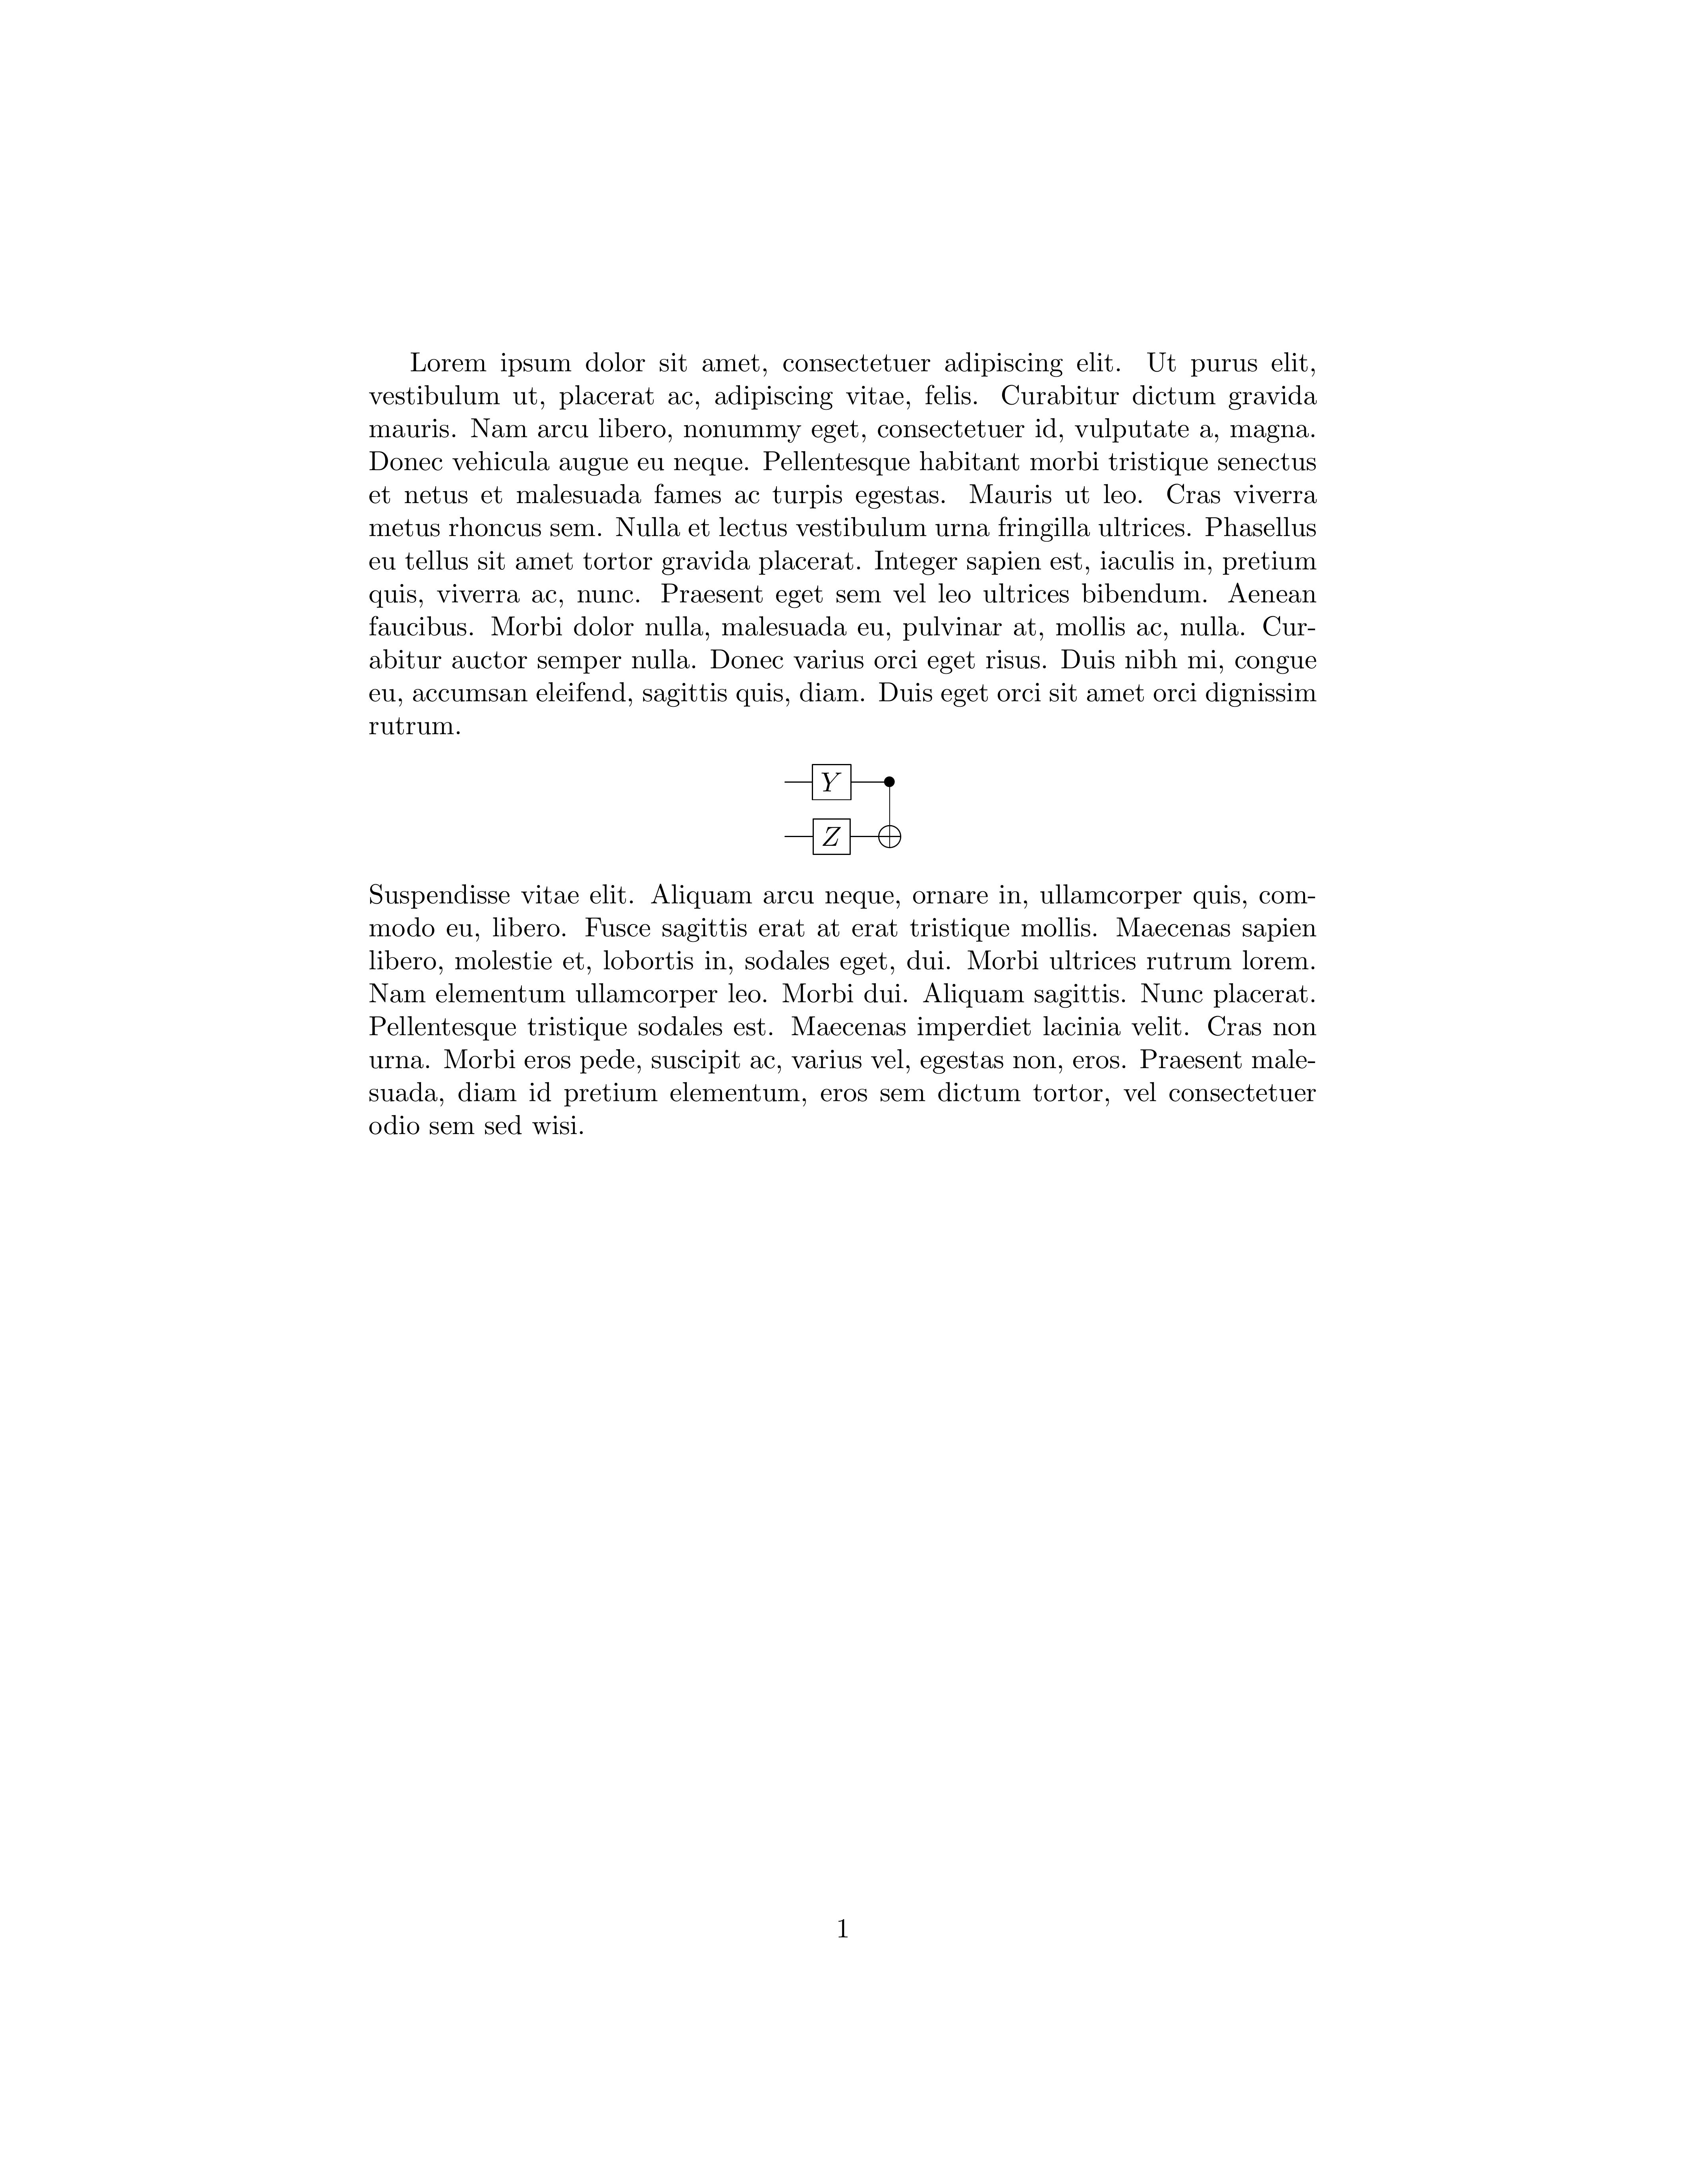 Lorem ipsum dolor sit amet, consectetuer adipiscing elit. Ut purus elit,
vestibulum ut, placerat ac, adipiscing vitae, felis. Curabitur dictum gravida
mauris. Nam arcu libero, nonummy eget, consectetuer id, vulputate a, magna.
Donec vehicula augue eu neque. Pellentesque habitant morbi tristique senectus
et netus et malesuada fames ac turpis egestas. Mauris ut leo. Cras viverra
metus rhoncus sem. Nulla et lectus vestibulum urna fringilla ultrices. Phasellus
eu tellus sit amet tortor gravida placerat. Integer sapien est, iaculis in, pretium
quis, viverra ac, nunc. Praesent eget sem vel leo ultrices bibendum. Aenean
faucibus. Morbi dolor nulla, malesuada eu, pulvinar at, mollis ac, nulla. Cur-
abitur auctor semper nulla. Donec varius orci eget risus. Duis nibh mi, congue
eu, accumsan eleifend, sagittis quis, diam. Duis eget orci sit amet orci dignissim
rutrum.
Y
Z
Suspendisse vitae elit. Aliquam arcu neque, ornare in, ullamcorper quis, com-
modo eu, libero. Fusce sagittis erat at erat tristique mollis. Maecenas sapien
libero, molestie et, lobortis in, sodales eget, dui. Morbi ultrices rutrum lorem.
Nam elementum ullamcorper leo. Morbi dui. Aliquam sagittis. Nunc placerat.
Pellentesque tristique sodales est. Maecenas imperdiet lacinia velit. Cras non
urna. Morbi eros pede, suscipit ac, varius vel, egestas non, eros. Praesent male-
suada, diam id pretium elementum, eros sem dictum tortor, vel consectetuer
odio sem sed wisi.
1